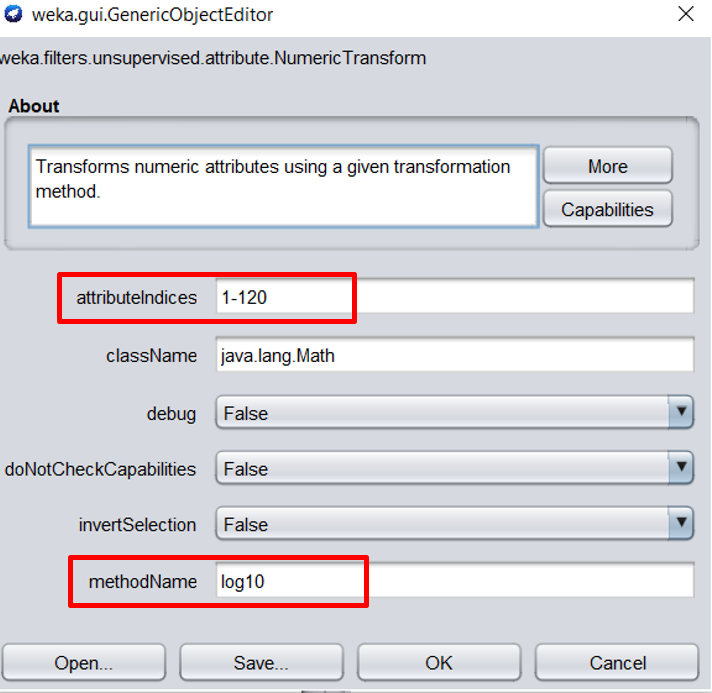 weka.gui.GenericObjectEditor
weka.filters.unsupervised.attribute.NumericTransform
About
Transforms numeric attributes using a given transformation
method.
More
Capabilities
attributeIndices 1-120
className java.lang.Math
debug False
doNotCheckCapabilities False
invertSelection False
methodName log10
Open... Save... OK Cancel